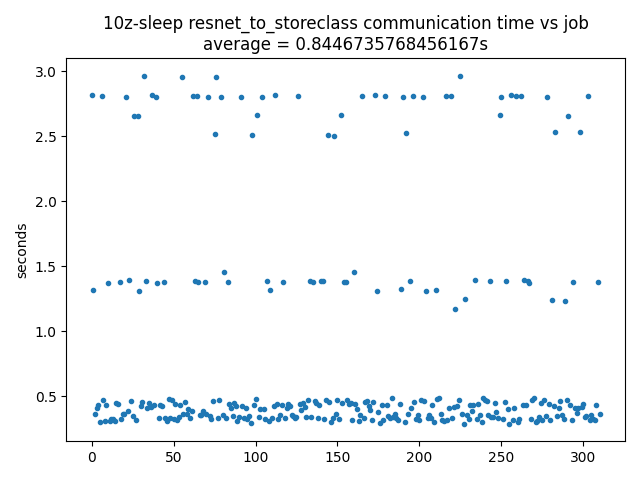 10z-sleep resnet_to_storeclass communication time vs job
average = 0.8446735768456167s
3.0
2.5
2.0
1.5
1.0
0.5
seconds
0 50 100 150 200 250 300